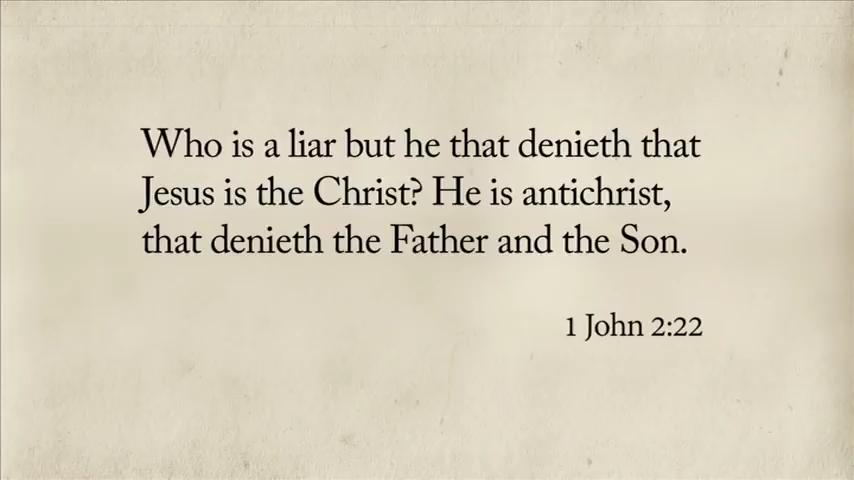 Who is a liar but he that denieth that
Jesus is the Christ? He is antichrist,
that denieth the Father and the Son.
1 John 2:22